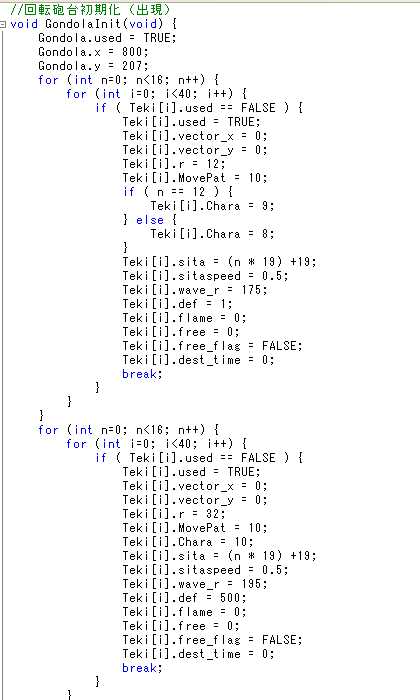 //回転砲台初期化（出現）
void GondolaInit(void) {
Gondola.used = TRUE;
Gondola.x = 800;
Gondola.y = 207;
for (int n=0; n<16; n++) {
for (int i=0; i<40; i++) {
if ( Teki[i].used == FALSE ) {
Teki[i].used = TRUE;
Teki[i].vector_x = 0;
Teki[i].vector_y = 0;
Teki[i].r = 12;
Teki[i].MovePat = 10;
if ( n == 12 ) {
Teki[i].Chara = 9;
} else {
Teki[i].Chara = 8;
}
Teki[i].sita = (n * 19) +19;
Teki[i].sitaspeed = 0.5;
Teki[i].wave_r = 175;
Teki[i].def = 1;
Teki[i].flame = 0;
Teki[i].free = 0;
Teki[i].free_flag = FALSE;
Teki[i].dest_time = 0;
break;
}
}
}
for (int n=0; n<16; n++) {
for (int i=0; i<40; i++) {
if ( Teki[i].used == FALSE ) {
Teki[i].used = TRUE;
Teki[i].vector_x = 0;
Teki[i].vector_y = 0;
Teki[i].r = 32;
Teki[i].MovePat = 10;
Teki[i].Chara = 10;
Teki[i].sita = (n * 19) +19;
Teki[i].sitaspeed = 0.5;
Teki[i].wave_r = 195;
Teki[i].def = 500;
Teki[i].flame = 0;
Teki[i].free = 0;
Teki[i].free_flag = FALSE;
Teki[i].dest_time = 0;
break;
}
}